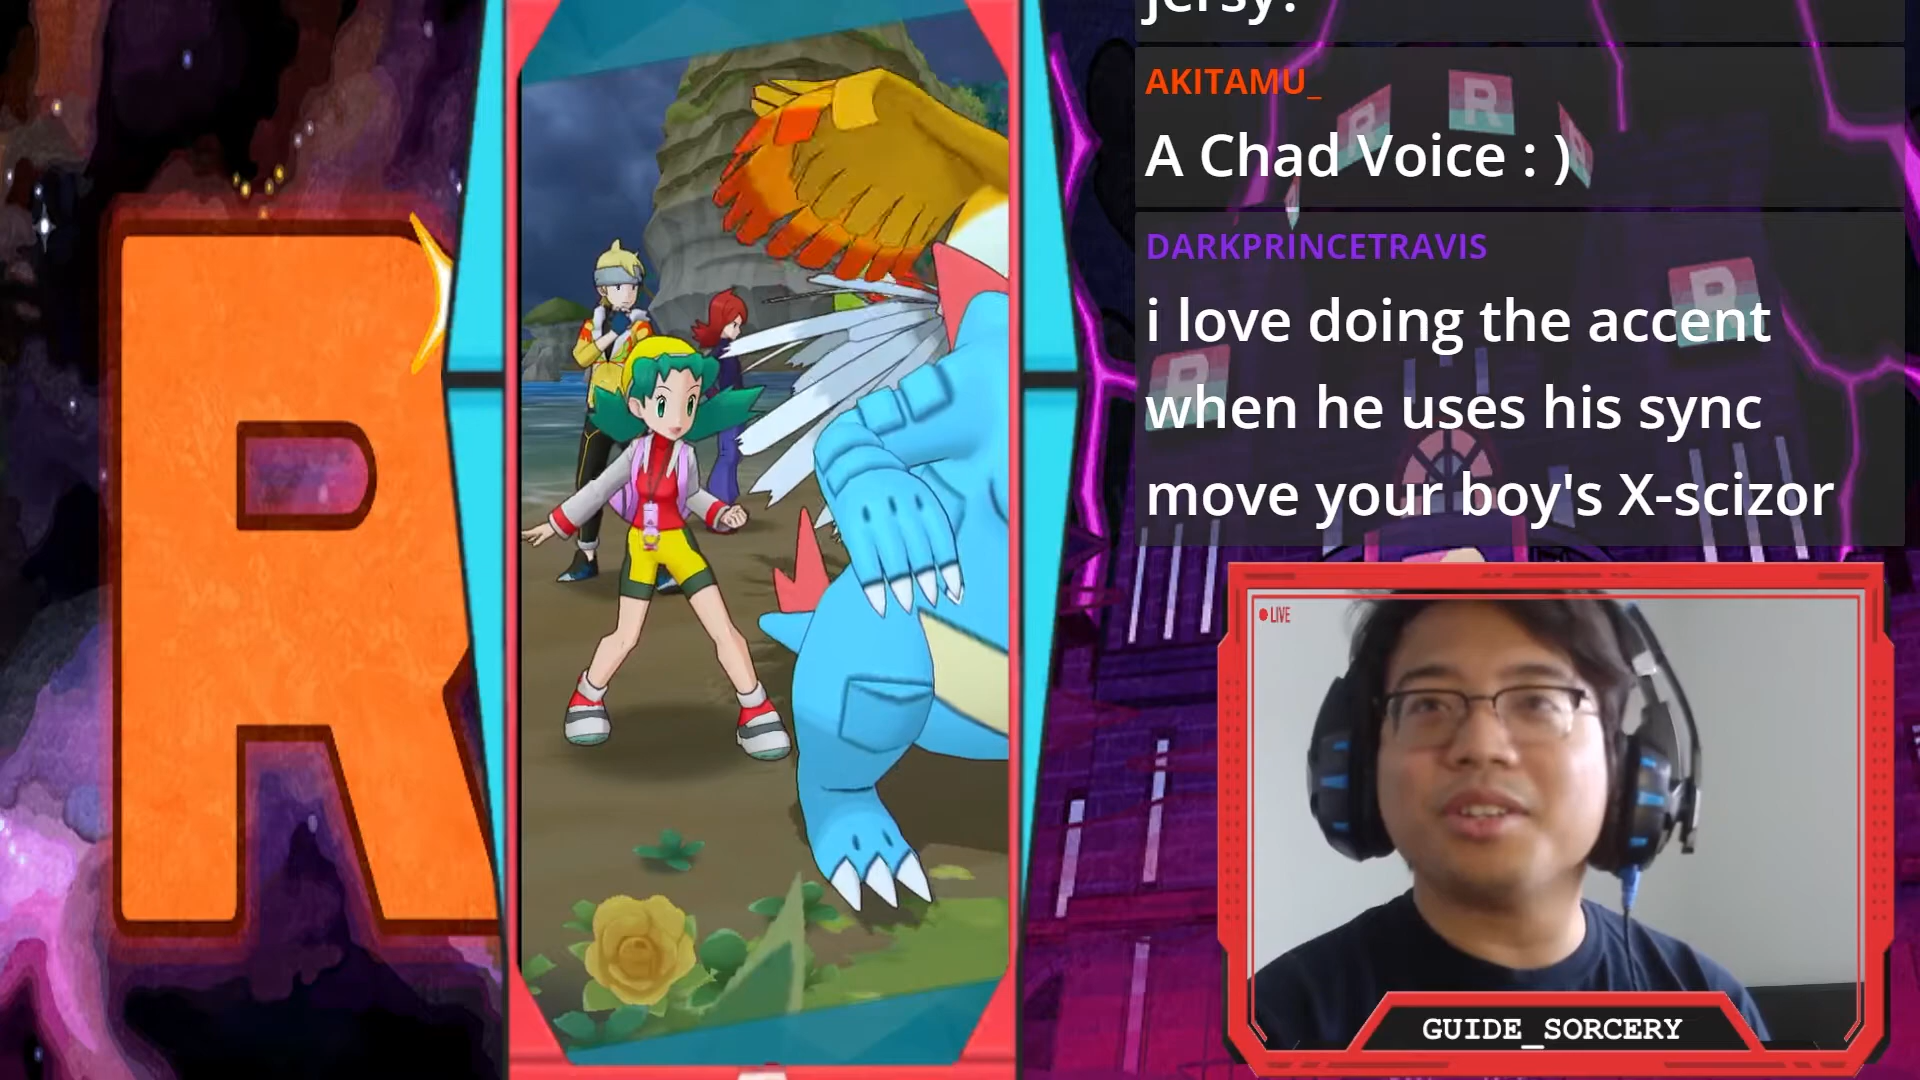 jersy?
AKITAMU_
A Chad Voice : )
DARKPRINCETRAVIS
i love doing the accent
when he uses his sync
move your boy's X-scizor
R
R
R
R
R
LIVE
GUIDE_SORCERY